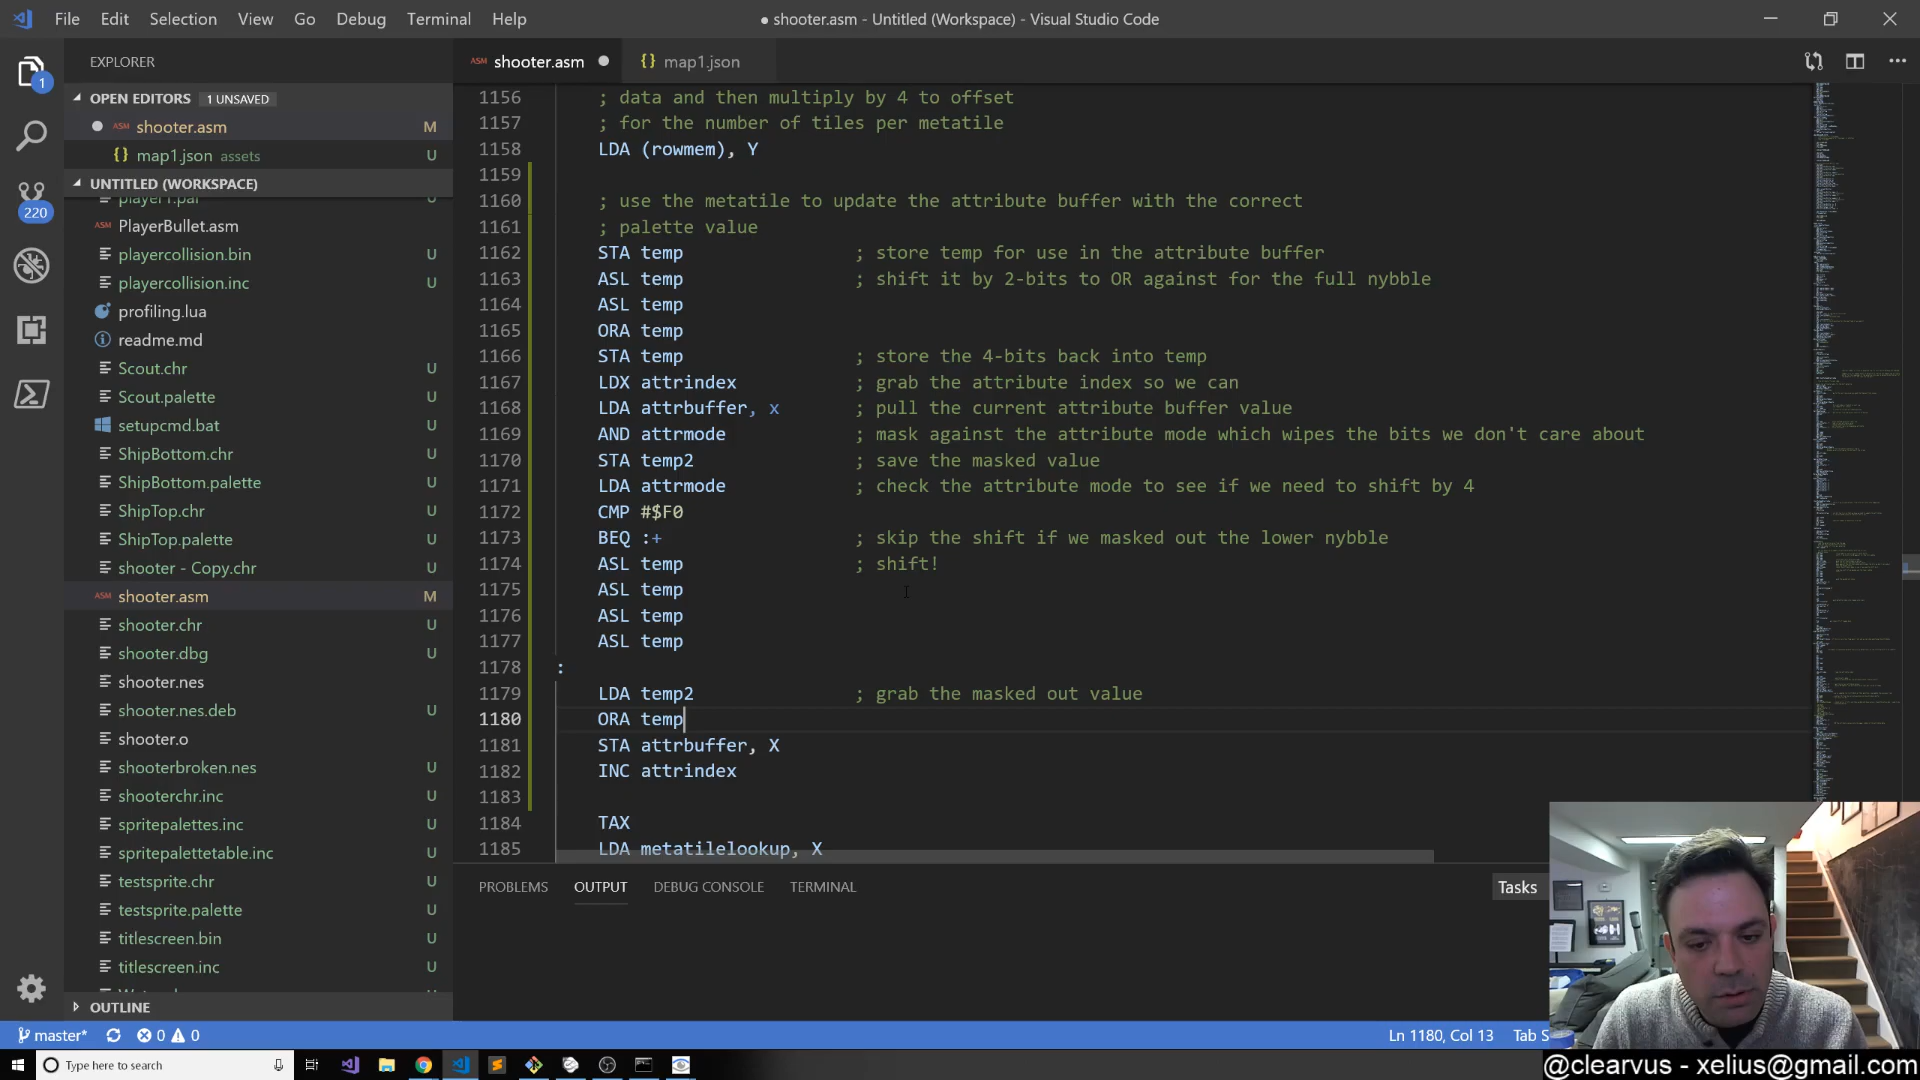 File Edit Selection View Go Debug Terminal Help
● shooter.asm - Untitled (Workspace) - Visual Studio Code
EXPLORER
OPEN EDITORS 1 UNSAVED
ASM shooter.asm M
{} map1.json assets U
UNTITLED (WORKSPACE)
player1.pal U
ASM PlayerBullet.asm
playercollision.bin U
playercollision.inc U
profiling.lua
readme.md
Scout.chr U
Scout.palette U
setupcmd.bat U
ShipBottom.chr U
ShipBottom.palette U
ShipTop.chr U
ShipTop.palette U
shooter - Copy.chr U
ASM shooter.asm M
shooter.chr U
shooter.dbg U
shooter.nes
shooter.nes.deb U
shooter.o
shooterbroken.nes U
shooterchr.inc U
spritepalettes.inc U
spritepalettetable.inc U
testsprite.chr U
testsprite.palette U
titlescreen.bin U
titlescreen.inc U
OUTLINE
1
220
ASM shooter.asm
{} map1.json
1156 ; data and then multiply by 4 to offset
1157 ; for the number of tiles per metatile
1158 LDA (rowmem), Y
1159
1160 ; use the metatile to update the attribute buffer with the correct
1161 ; palette value
1162 STA temp ; store temp for use in the attribute buffer
1163 ASL temp ; shift it by 2-bits to OR against for the full nybble
1164 ASL temp
1165 ORA temp
1166 STA temp ; store the 4-bits back into temp
1167 LDX attrindex ; grab the attribute index so we can
1168 LDA attrbuffer, x ; pull the current attribute buffer value
1169 AND attrmode ; mask against the attribute mode which wipes the bits we don't care about
1170 STA temp2 ; save the masked value
1171 LDA attrmode ; check the attribute mode to see if we need to shift by 4
1172 CMP #$F0
1173 BEQ :+ ; skip the shift if we masked out the lower nybble
1174 ASL temp ; shift!
1175 ASL temp
1176 ASL temp
1177 ASL temp
1178 :
1179 LDA temp2 ; grab the masked out value
1180 ORA temp
1181 STA attrbuffer, X
1182 INC attrindex
1183
1184 TAX
1185 LDA metatilelookup, X
PROBLEMS OUTPUT DEBUG CONSOLE TERMINAL
Tasks
master* 0 0
Ln 1180, Col 13 Tab S
Type here to search
@clearvus - xelius@gmail.com